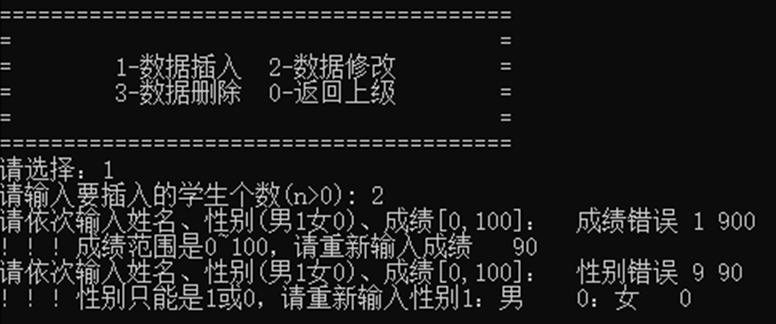 ========================================
=                                      =
=        1-数据插入  2-数据修改        =
=        3-数据删除  0-返回上级        =
=                                      =
========================================
请选择: 1
请输入要插入的学生个数(n>0): 2
请依次输入姓名、性别(男1女0)、成绩[0,100]:   成绩错误 1 900
! ! ! 成绩范围是0~100，请重新输入成绩   90
请依次输入姓名、性别(男1女0)、成绩[0,100]:   性别错误 9 90
! ! ! 性别只能是1或0，请重新输入性别1: 男    0: 女   0